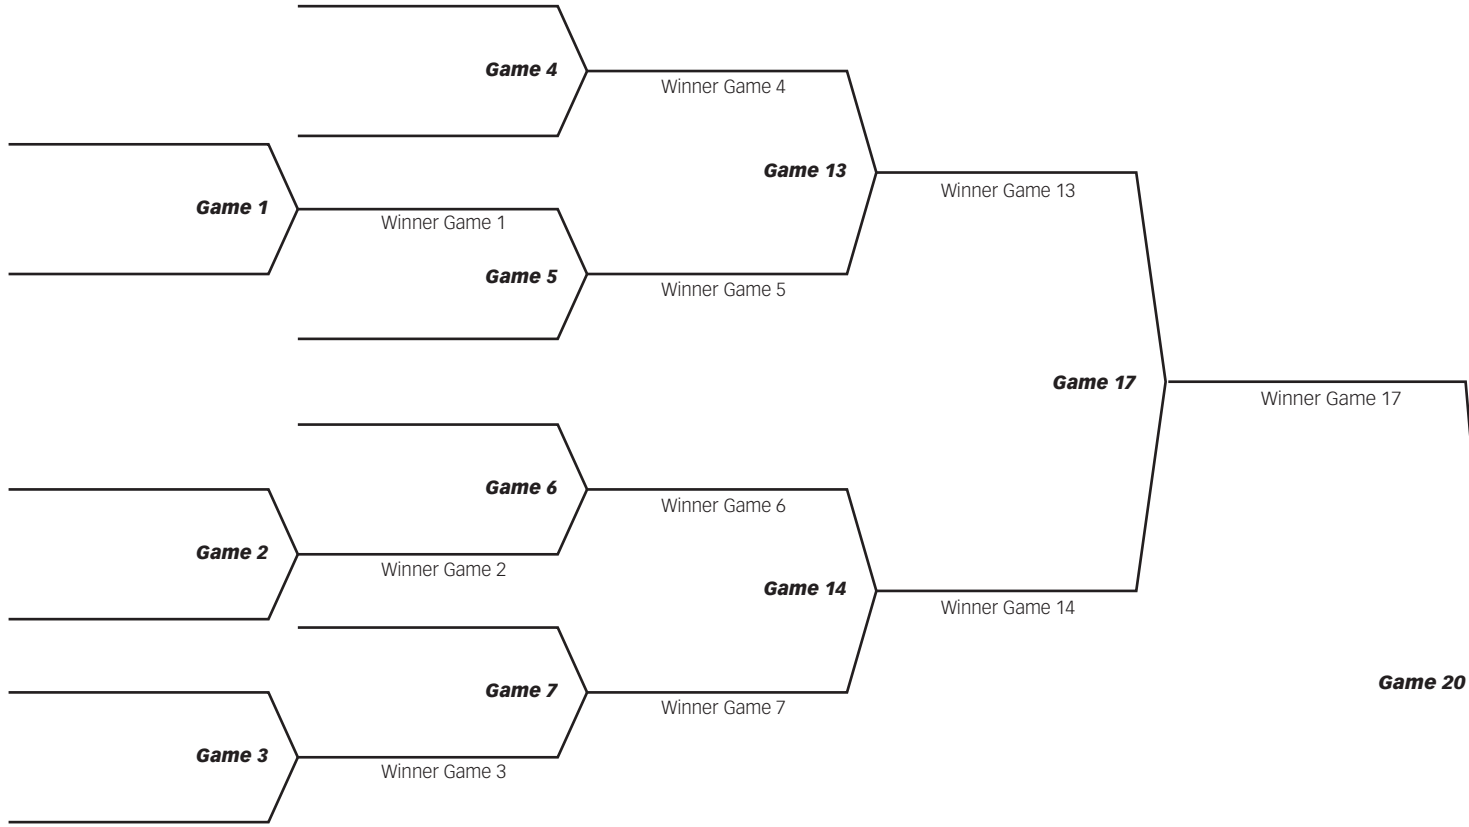 Game 4
Winner Game 4
Game 13
Winner Game 13
Game 1
Winner Game 1
Game 5
Winner Game 5
Game 17
Winner Game 17
Game 6
Winner Game 6
Game 2
Winner Game 2
Game 14
Winner Game 14
Game 7
Winner Game 7
Game 20
Game 3
Winner Game 3